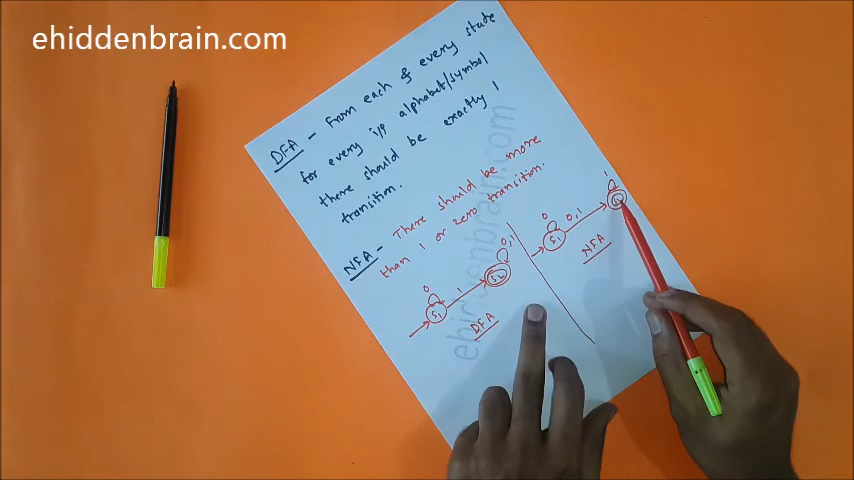 ehiddenbrain.com
DFA - From each & every state
for every i/p alphabet/symbol
there should be exactly 1
transition.
NFA - There should be more
than 1 or zero transition.
ehiddenbrain.com
0
S1
1
0,1
S2
DFA
0
S1
0,1
1
NFA